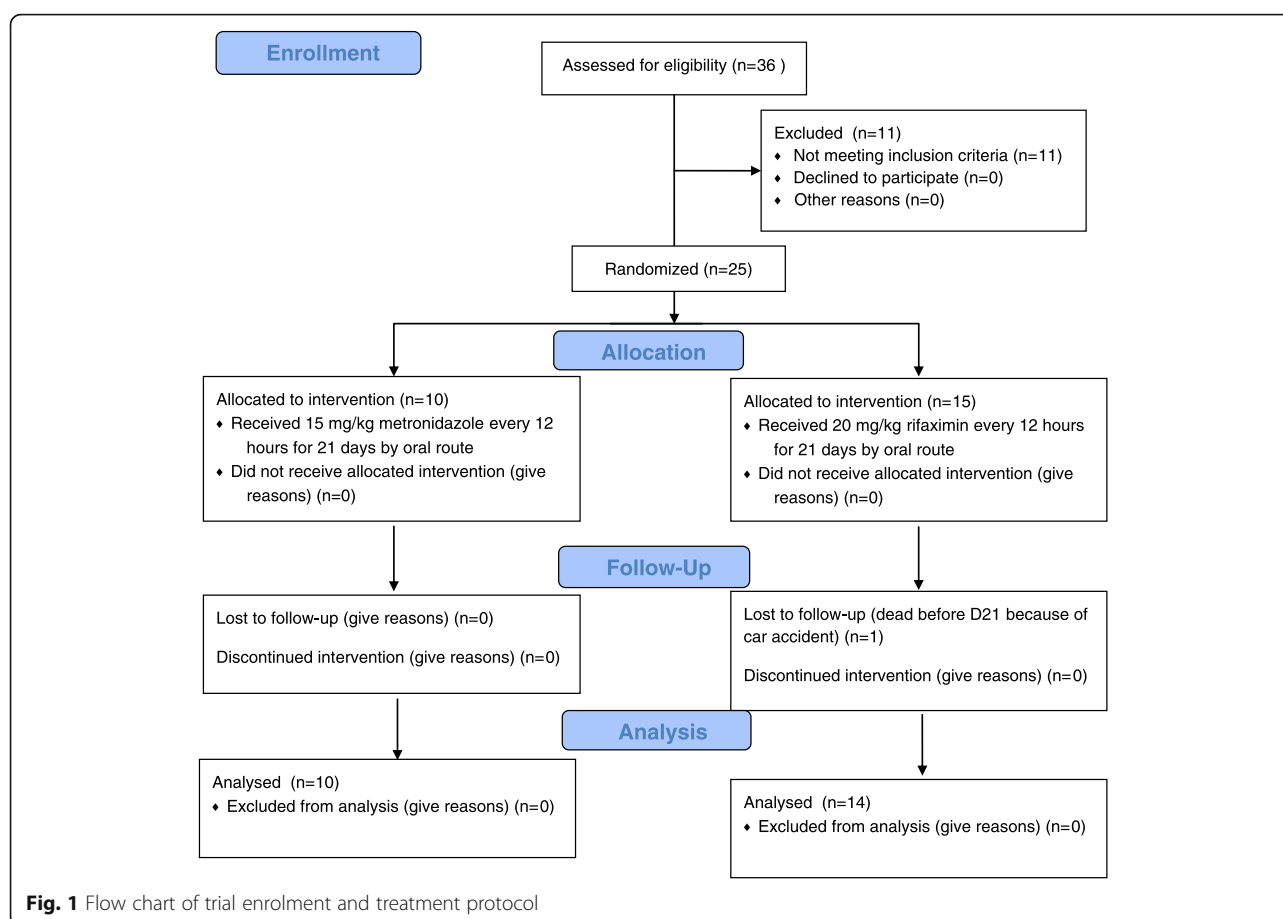 Enrollment
Assessed for eligibility (n=36 )
Excluded  (n=11)
♦ Not meeting inclusion criteria (n=11)
♦ Declined to participate (n=0)
♦ Other reasons (n=0)
Randomized (n=25)
Allocation
Allocated to intervention (n=10)
♦ Received 15 mg/kg metronidazole every 12
hours for 21 days by oral route
♦ Did not receive allocated intervention (give
reasons) (n=0)
Allocated to intervention (n=15)
♦ Received 20 mg/kg rifaximin every 12 hours
for 21 days by oral route
♦ Did not receive allocated intervention (give
reasons) (n=0)
Follow-Up
Lost to follow-up (give reasons) (n=0)
Discontinued intervention (give reasons) (n=0)
Lost to follow-up (dead before D21 because of
car accident) (n=1)
Discontinued intervention (give reasons) (n=0)
Analysis
Analysed  (n=10)
♦ Excluded from analysis (give reasons) (n=0)
Analysed  (n=14)
♦ Excluded from analysis (give reasons) (n=0)
Fig. 1 Flow chart of trial enrolment and treatment protocol